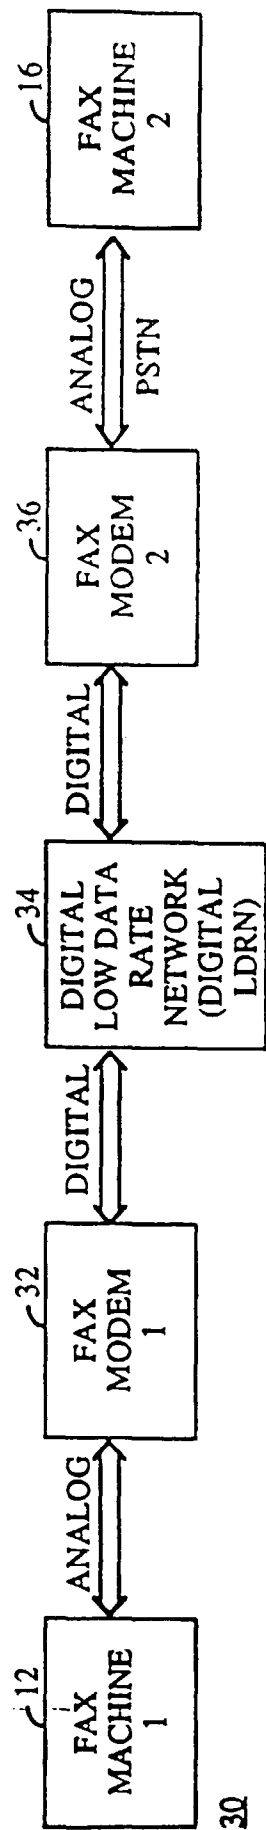 12
FAX
MACHINE
1
ANALOG
32
FAX
MODEM
1
DIGITAL
34
DIGITAL
LOW DATA
RATE
NETWORK
(DIGITAL
LDRN)
DIGITAL
36
FAX
MODEM
2
ANALOG
PSTN
16
FAX
MACHINE
2
30